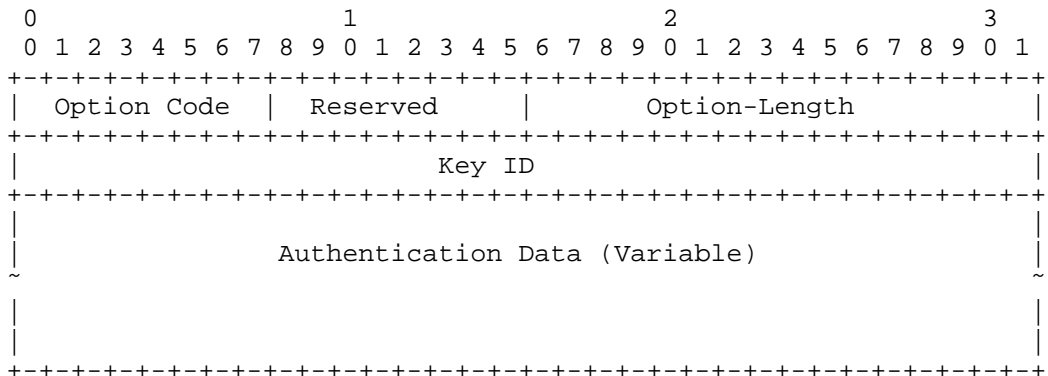 0                   1                   2                   3
0 1 2 3 4 5 6 7 8 9 0 1 2 3 4 5 6 7 8 9 0 1 2 3 4 5 6 7 8 9 0 1
+-+-+-+-+-+-+-+-+-+-+-+-+-+-+-+-+-+-+-+-+-+-+-+-+-+-+-+-+-+-+-+-+
|  Option Code  |  Reserved     |       Option-Length           |
+-+-+-+-+-+-+-+-+-+-+-+-+-+-+-+-+-+-+-+-+-+-+-+-+-+-+-+-+-+-+-+-+
|                          Key ID                               |
+-+-+-+-+-+-+-+-+-+-+-+-+-+-+-+-+-+-+-+-+-+-+-+-+-+-+-+-+-+-+-+-+
|                                                               |
|                Authentication Data (Variable)                 |
~                                                               ~
|                                                               |
|                                                               |
+-+-+-+-+-+-+-+-+-+-+-+-+-+-+-+-+-+-+-+-+-+-+-+-+-+-+-+-+-+-+-+-+